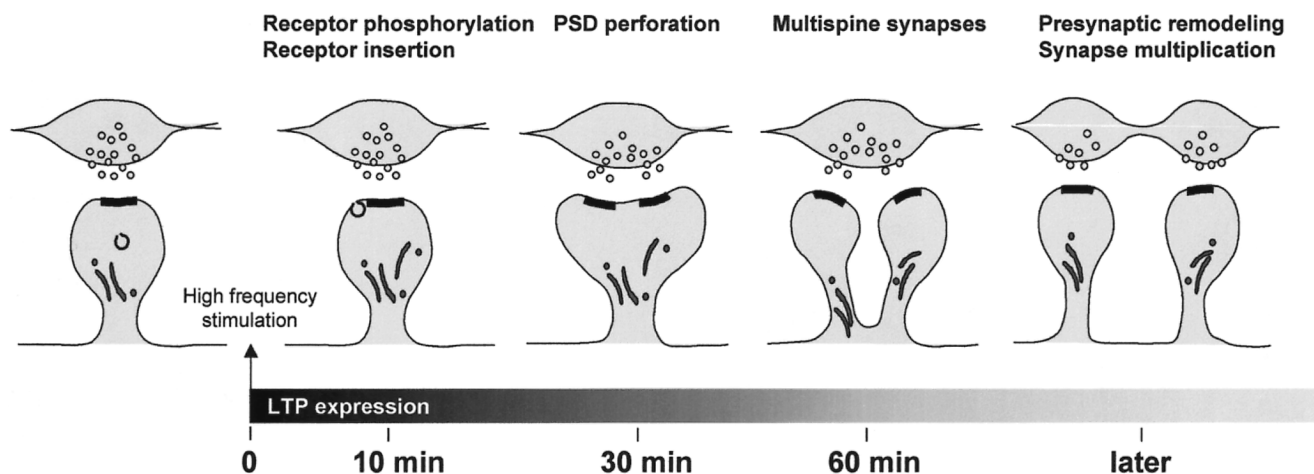 Receptor phosphorylation
Receptor insertion
PSD perforation
Multispine synapses
Presynaptic remodeling
Synapse multiplication
High frequency
stimulation
LTP expression
0
10 min
30 min
60 min
later